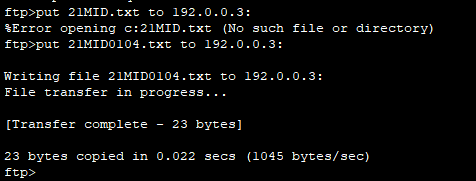 ftp>put 21MID.txt to 192.0.0.3:
%Error opening c:21MID.txt (No such file or directory)
ftp>put 21MID0104.txt to 192.0.0.3:
Writing file 21MID0104.txt to 192.0.0.3:
File transfer in progress...
[Transfer complete - 23 bytes]
23 bytes copied in 0.022 secs (1045 bytes/sec)
ftp>